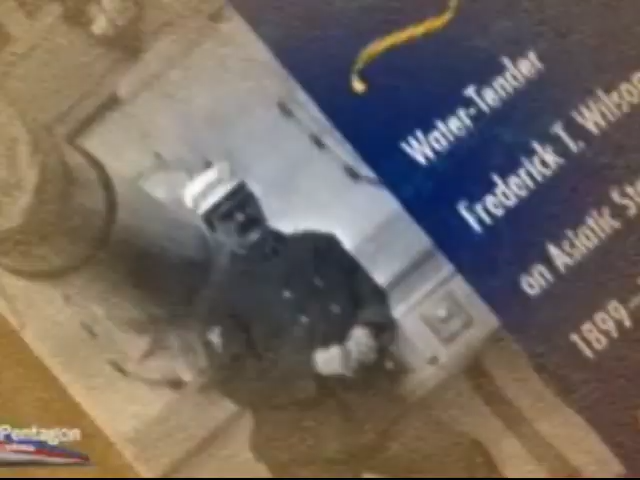 Water-Tender
Frederick T. Wilson
on Asiatic
1899-
Pentagon